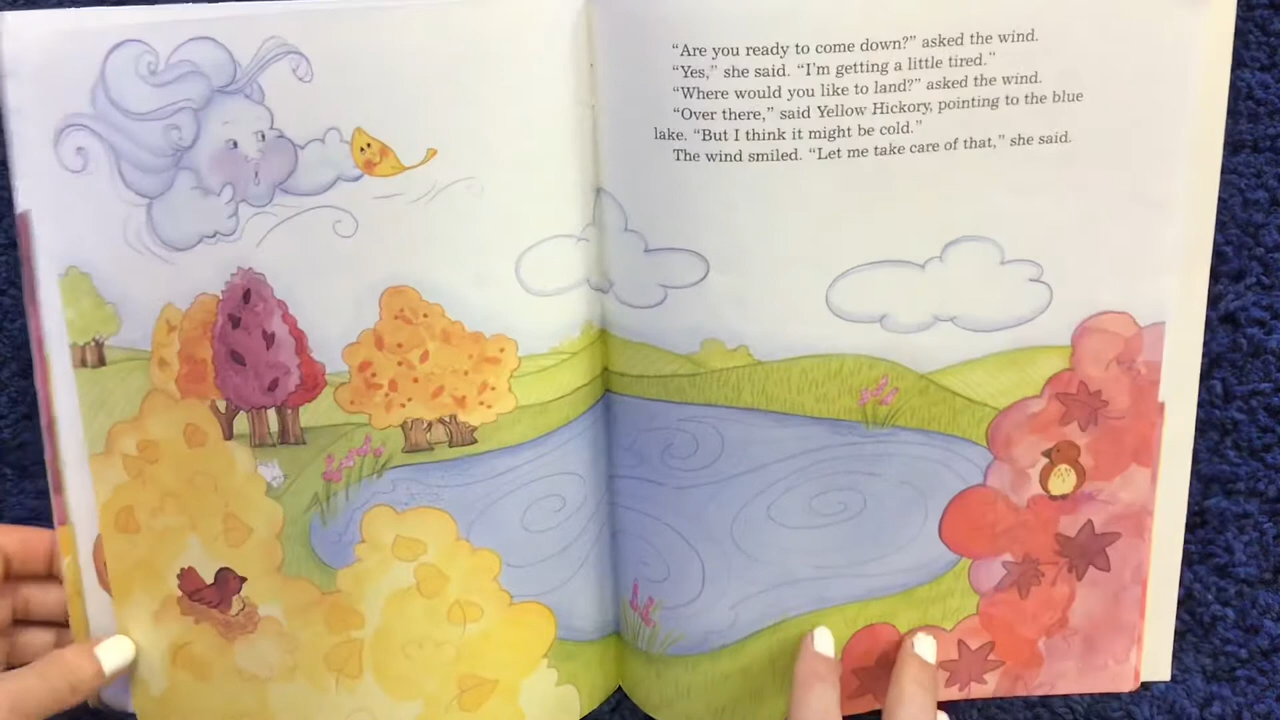 “Are you ready to come down?” asked the wind.
“Yes,” she said. “I’m getting a little tired.”
“Where would you like to land?” asked the wind.
“Over there,” said Yellow Hickory, pointing to the blue
lake. “But I think it might be cold.”
The wind smiled. “Let me take care of that,” she said.